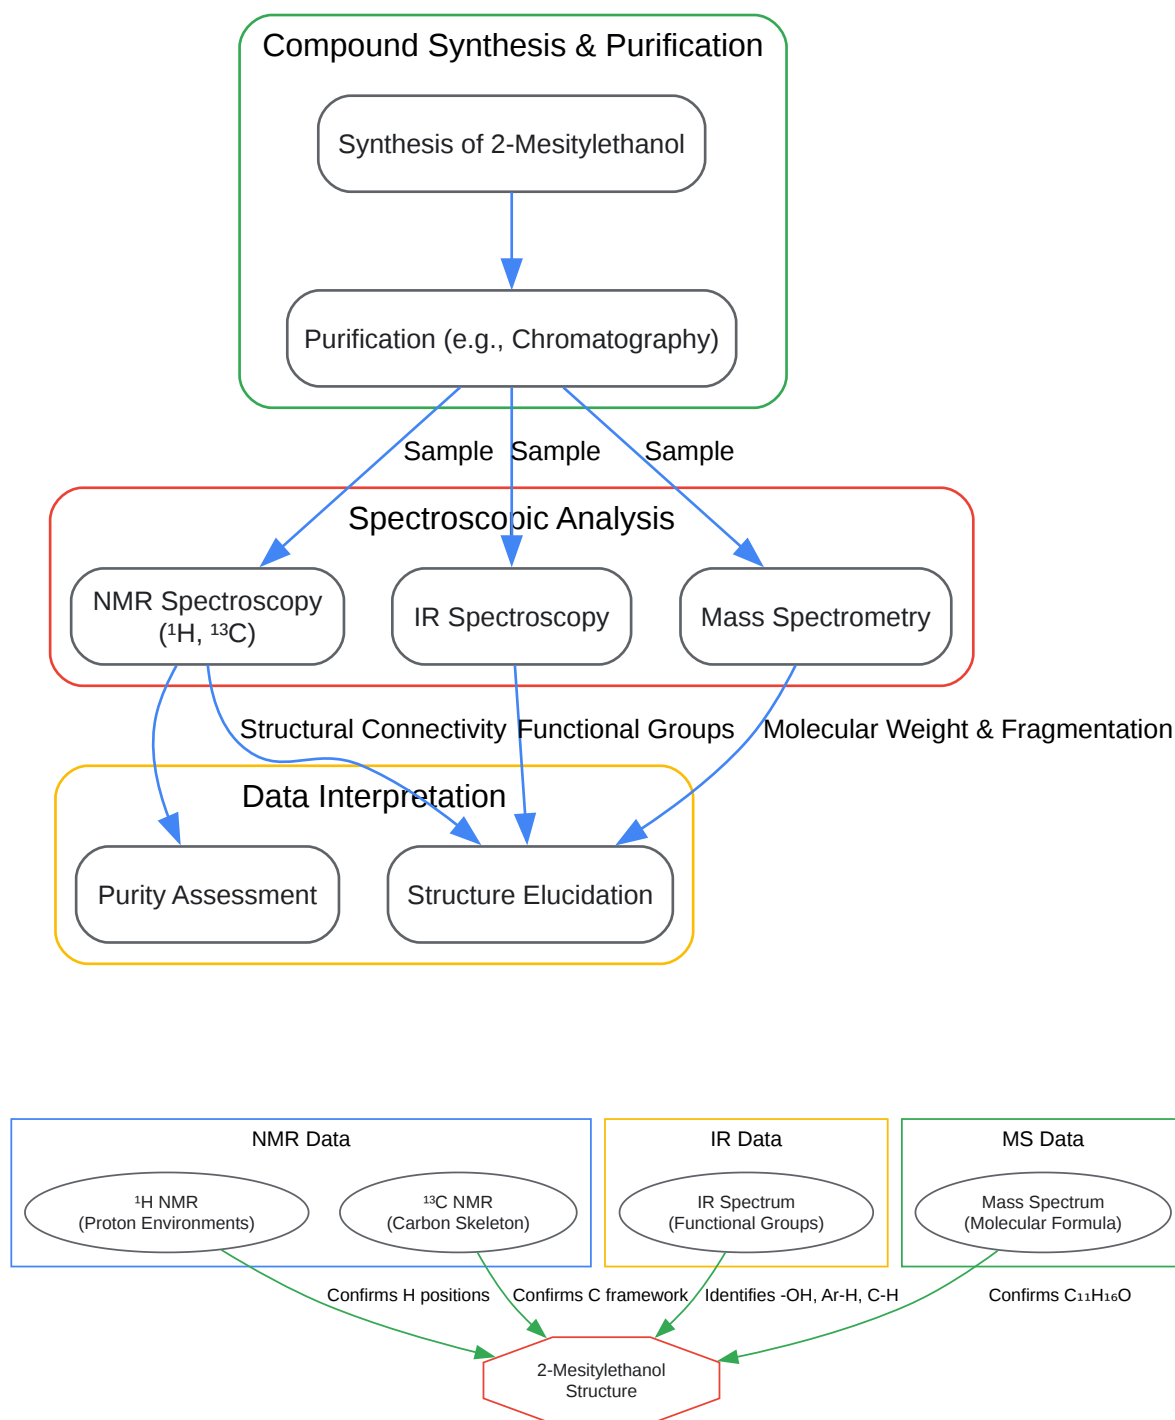 Compound Synthesis & Purification
Synthesis of 2-Mesitylethanol
Purification (e.g., Chromatography)
Sample
Sample
Sample
Spectroscopic Analysis
NMR Spectroscopy
(¹H, ¹³C)
IR Spectroscopy
Mass Spectrometry
Structural Connectivity
Functional Groups
Molecular Weight & Fragmentation
Data Interpretation
Purity Assessment
Structure Elucidation
NMR Data
IR Data
MS Data
¹H NMR
(Proton Environments)
¹³C NMR
(Carbon Skeleton)
IR Spectrum
(Functional Groups)
Mass Spectrum
(Molecular Formula)
Confirms H positions
Confirms C framework
Identifies -OH, Ar-H, C-H
Confirms C₁₁H₁₆O
2-Mesitylethanol
Structure